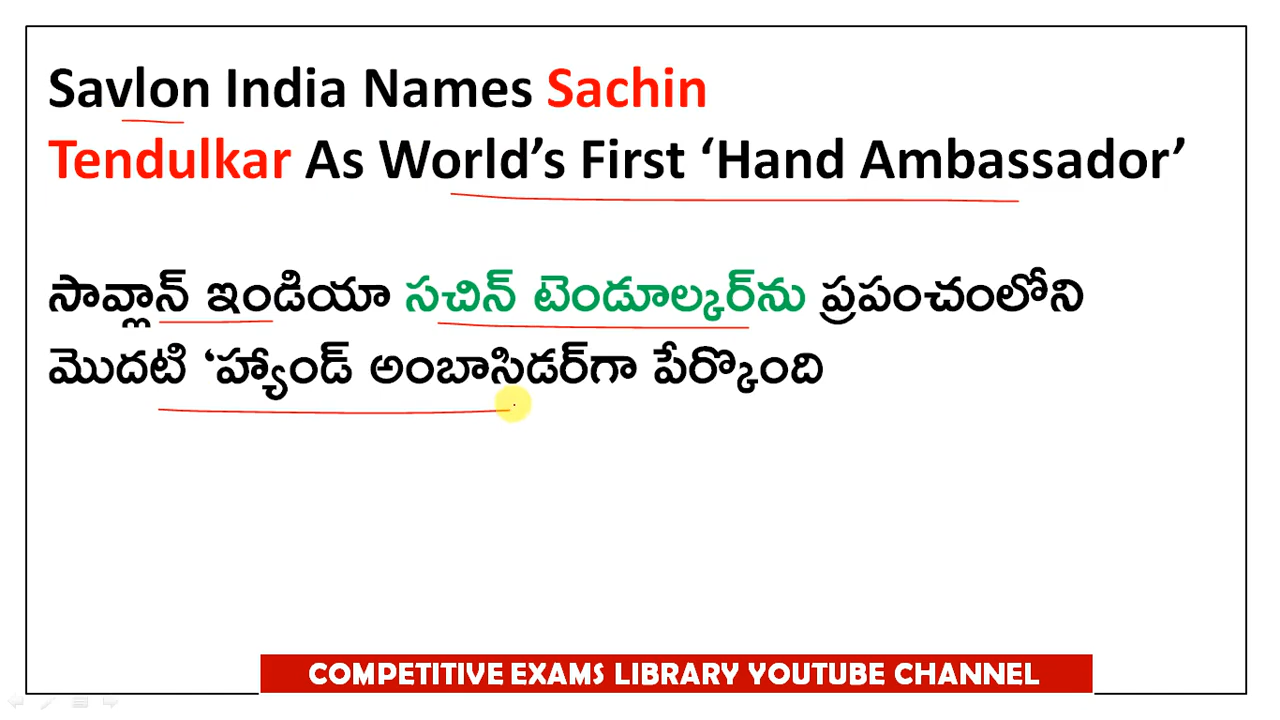 Savlon India Names Sachin
Tendulkar As World’s First ‘Hand Ambassador’
సావ్లాన్ ఇండియా సచిన్ టెండూల్కర్‌ను ప్రపంచంలోని
మొదటి ‘హ్యాండ్ అంబాసిడర్‌గా పేర్కొంది
COMPETITIVE EXAMS LIBRARY YOUTUBE CHANNEL